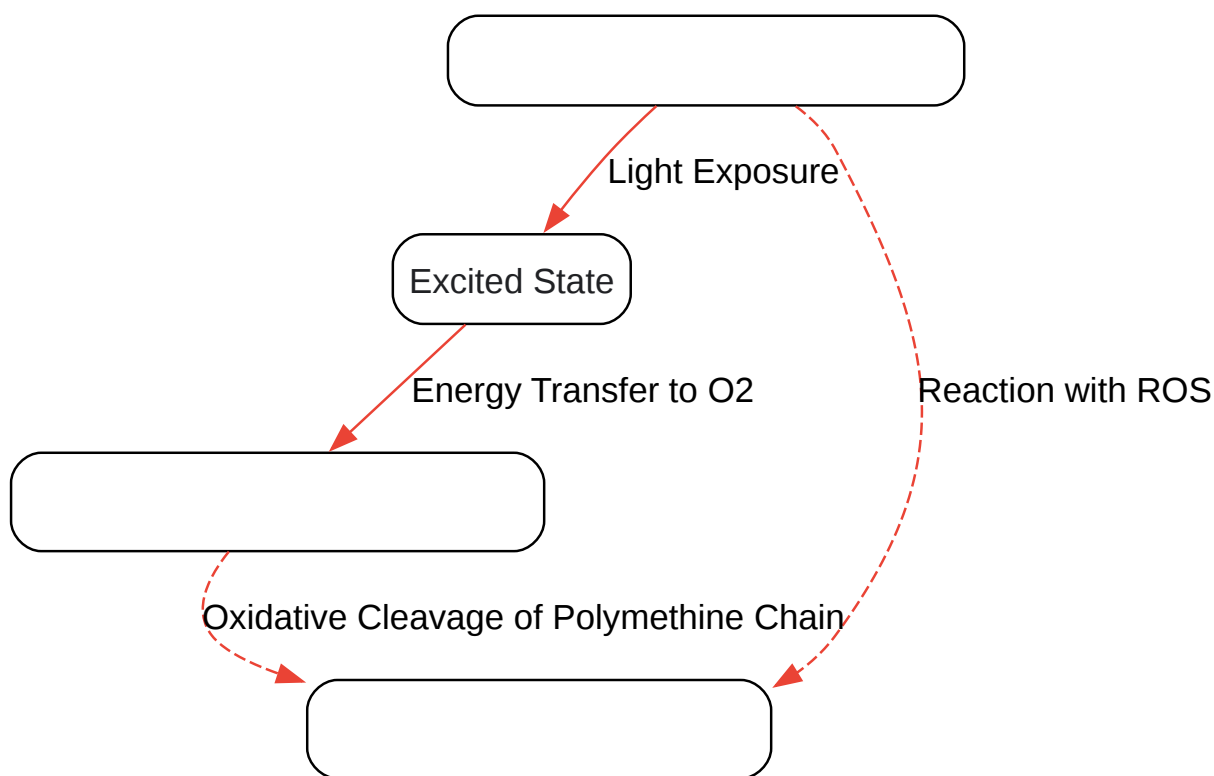 Light Exposure
Excited State
Energy Transfer to O2
Reaction with ROS
Oxidative Cleavage of Polymethine Chain